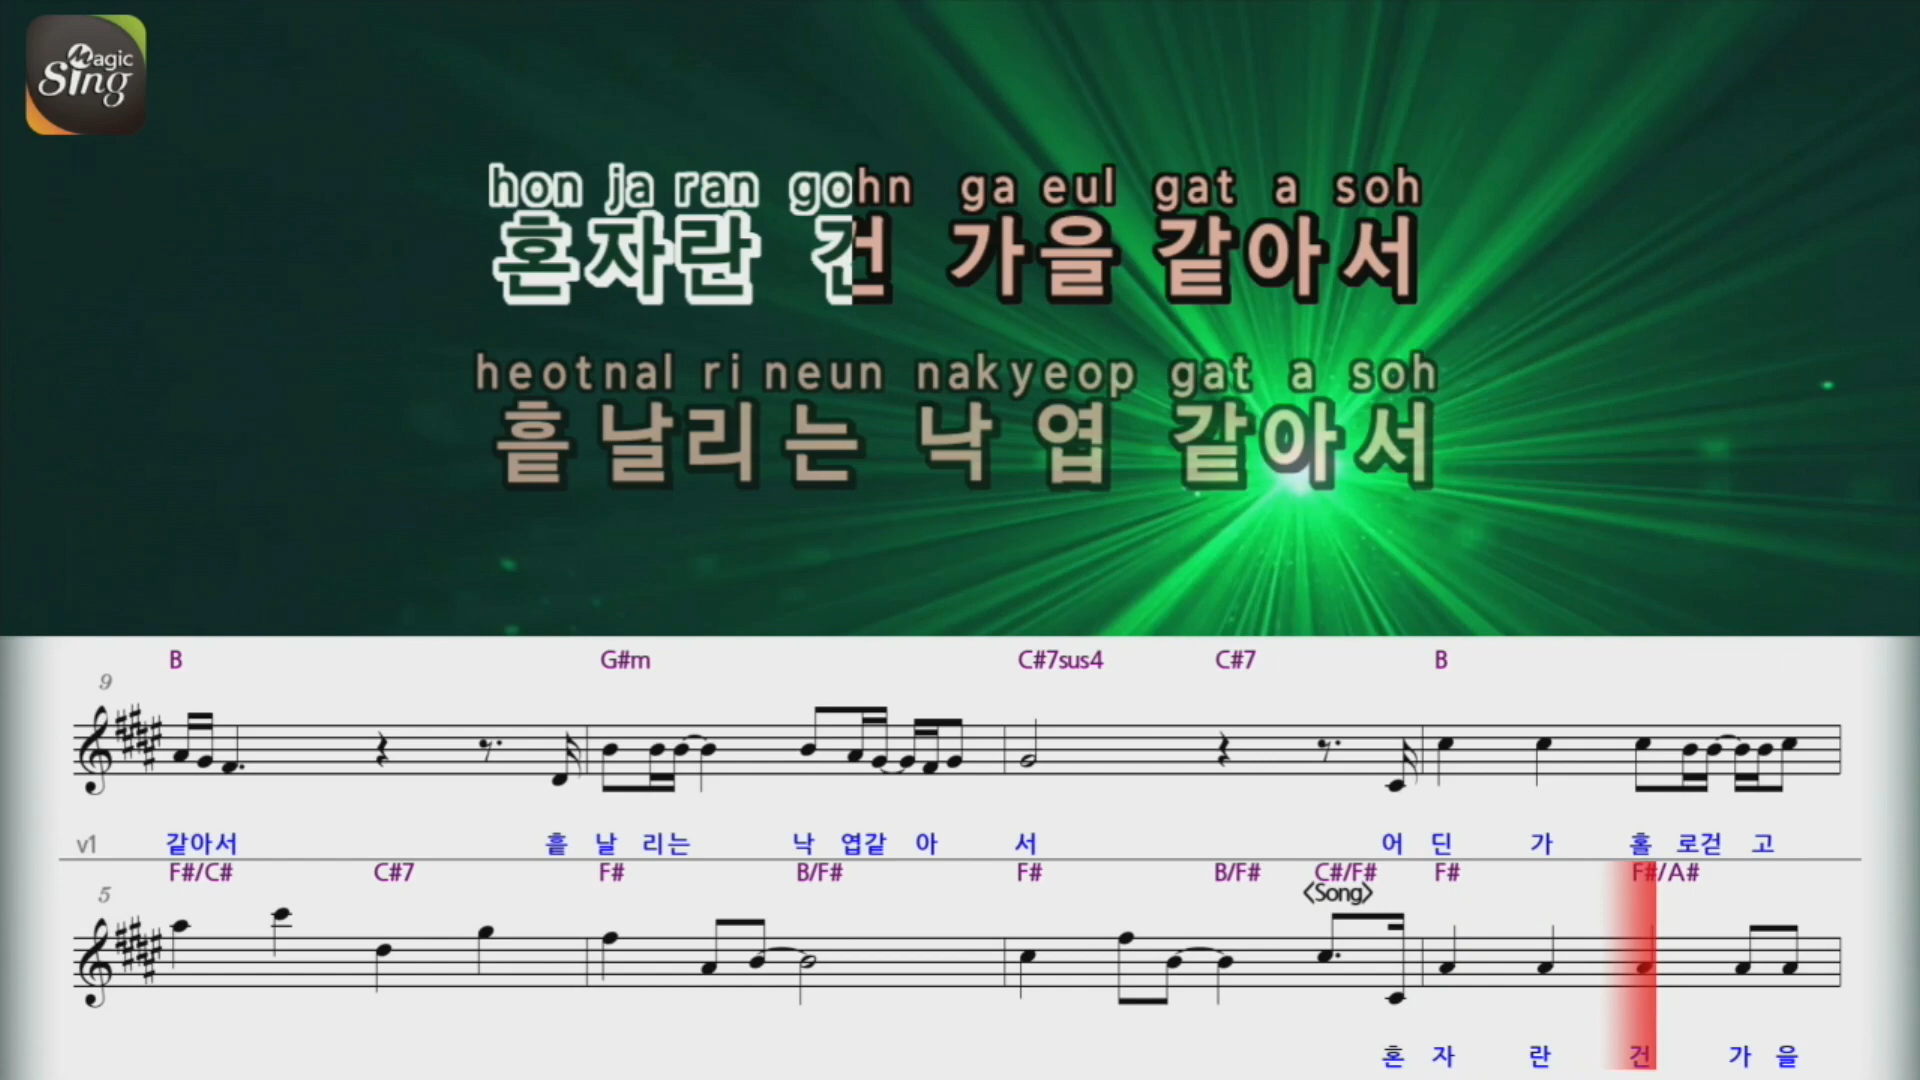 Magic
Sing
hon ja ran gohn ga eul gat a soh
혼자란 건 가을 같아서
heotnal ri neun nakyeop gat a soh
흩날리는 낙엽 같아서
B G#m C#7sus4 C#7 B
9
v1 같아서 흩 날 리는 낙 엽같 아 서 어 딘 가 홀 로걷 고
F#/C# C#7 F# B/F# F# B/F# C#/F# F# F#/A#
5 <Song>
혼 자 란 건 가 을